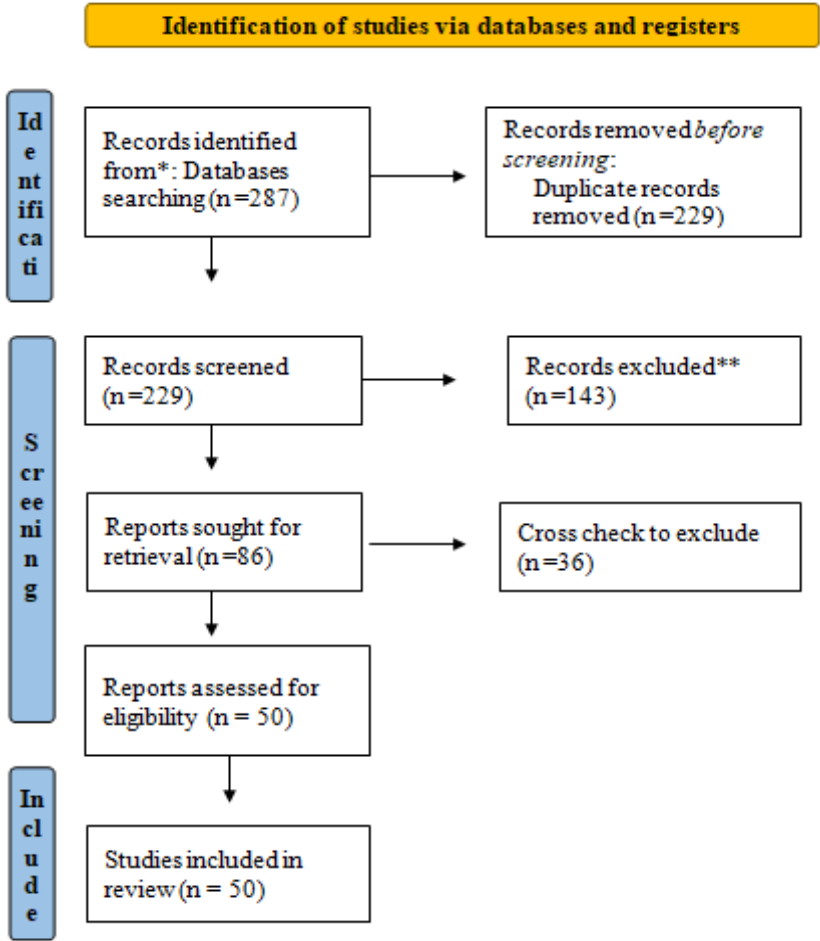 Identification of studies via databases and registers
Id
e
nt
ifi
ca
ti
Records identified
from*: Databases
searching (n=287)
Records removed before
screening:
Duplicate records
removed (n=229)
S
cr
ee
ni
n
g
Records screened
(n=229)
Records excluded**
(n=143)
Reports sought for
retrieval (n=86)
Cross check to exclude
(n=36)
Reports assessed for
eligibility (n = 50)
In
cl
u
d
e
Studies included in
review (n = 50)